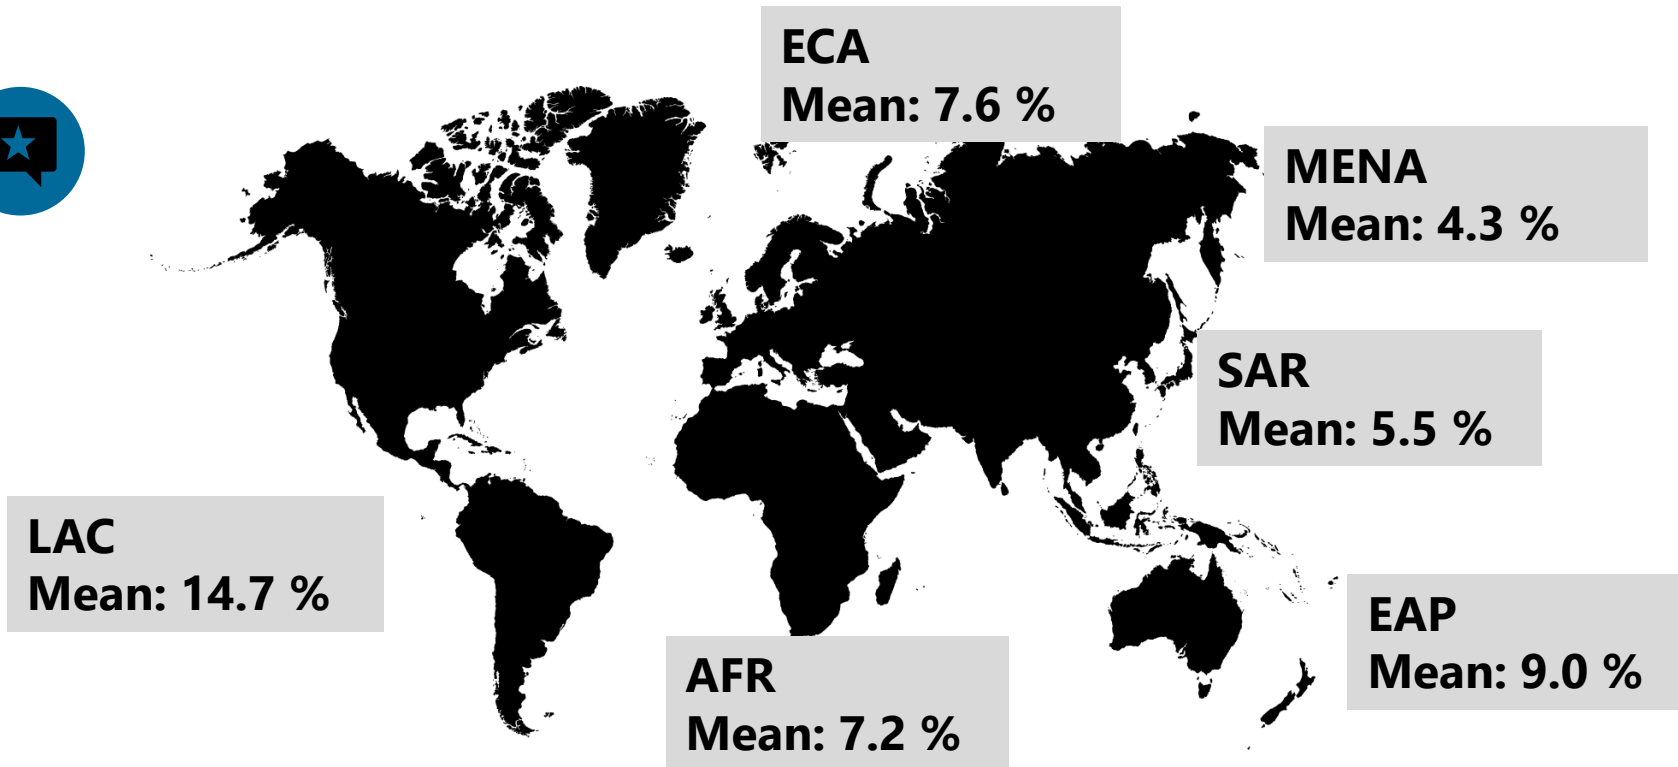 ECA
Mean: 7.6 %
MENA
Mean: 4.3 %
SAR
Mean: 5.5 %
LAC
Mean: 14.7 %
EAP
Mean: 9.0 %
AFR
Mean: 7.2 %